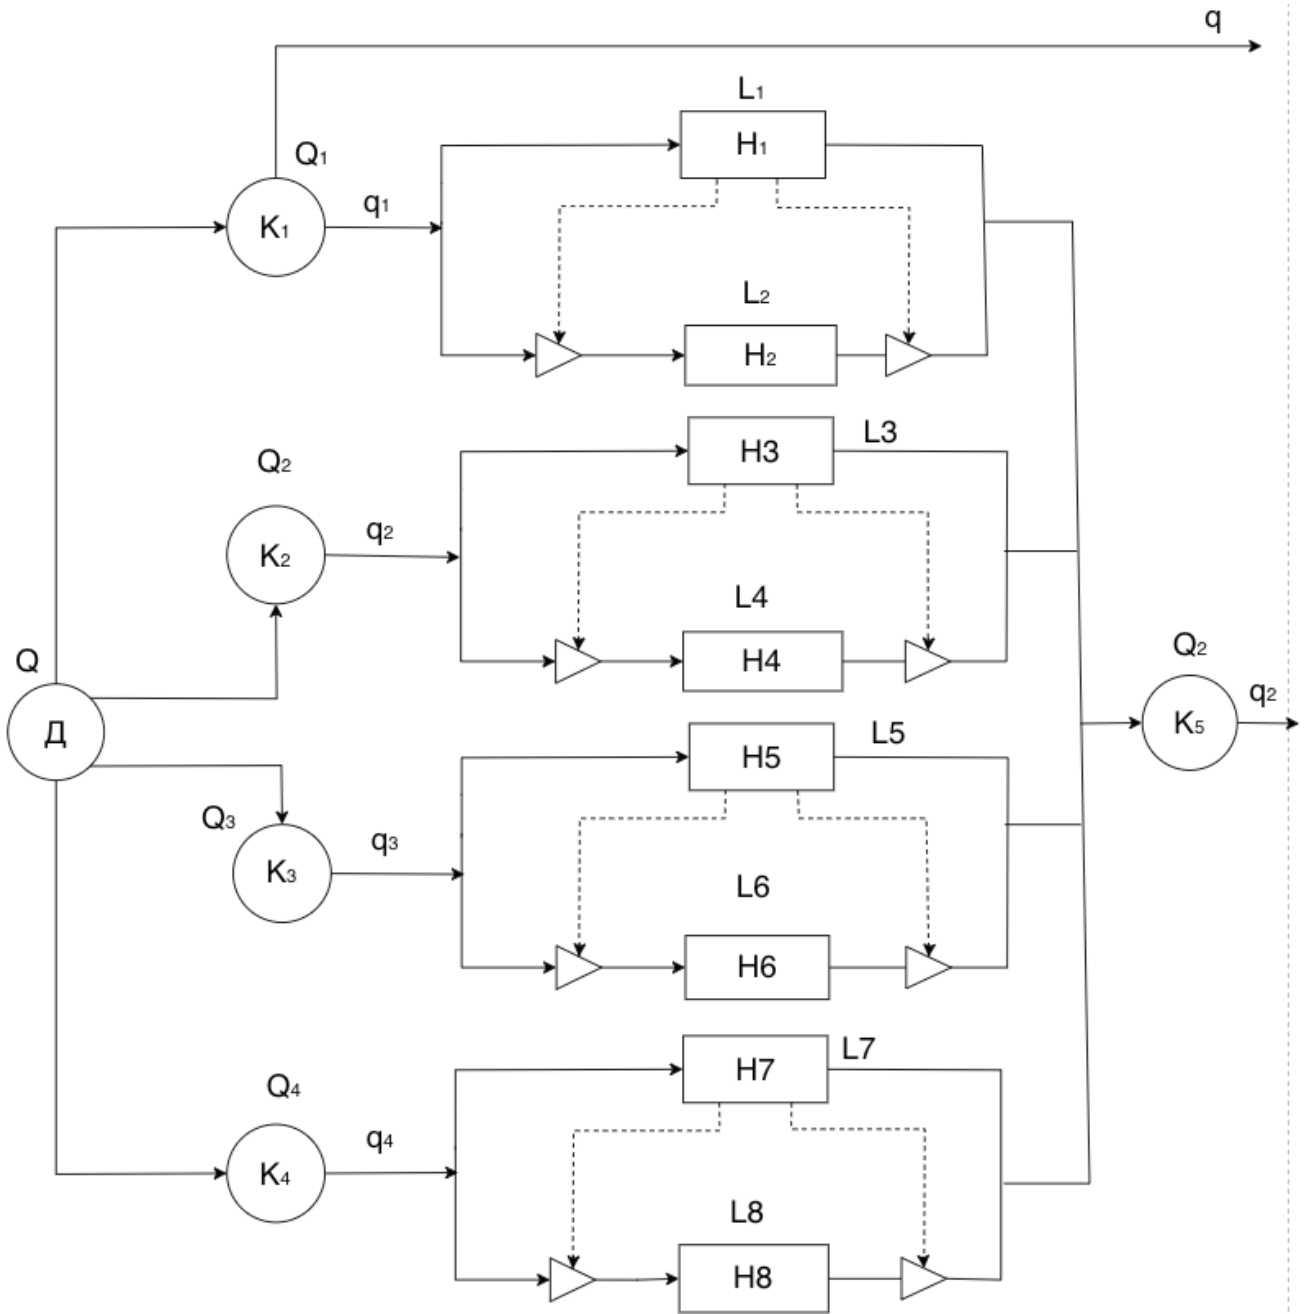 q
L₁
H₁
Q₁
q₁
K₁
L₂
H₂
H3
L3
Q₂
q₂
K₂
L4
H4
Q
Д
Q₂
q₂
K₅
H5
L5
Q₃
q₃
K₃
L6
H6
H7
L7
Q₄
q₄
K₄
L8
H8